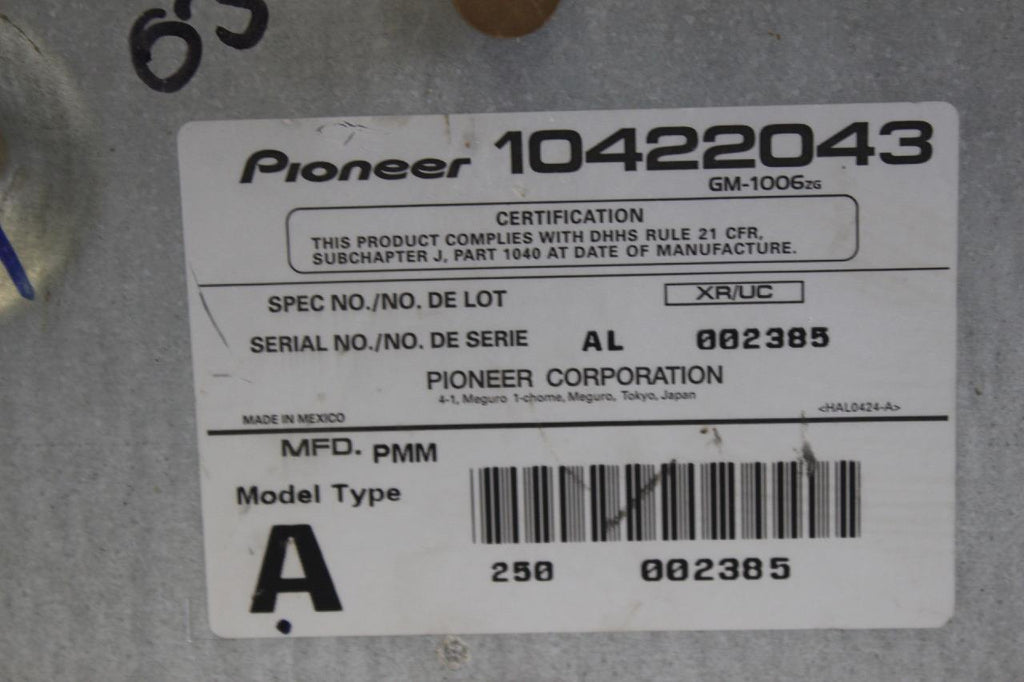 Pioneer 10422043
GM-1006ZG
CERTIFICATION
THIS PRODUCT COMPLIES WITH DHHS RULE 21 CFR,
SUBCHAPTER J, PART 1040 AT DATE OF MANUFACTURE.
SPEC NO./NO. DE LOT XR/UC
SERIAL NO./NO. DE SERIE AL 002385
PIONEER CORPORATION
4-1, Meguro 1-chome, Meguro, Tokyo, Japan
MADE IN MEXICO <HAL0424-A>
MFD. PMM
Model Type
A
250 002385